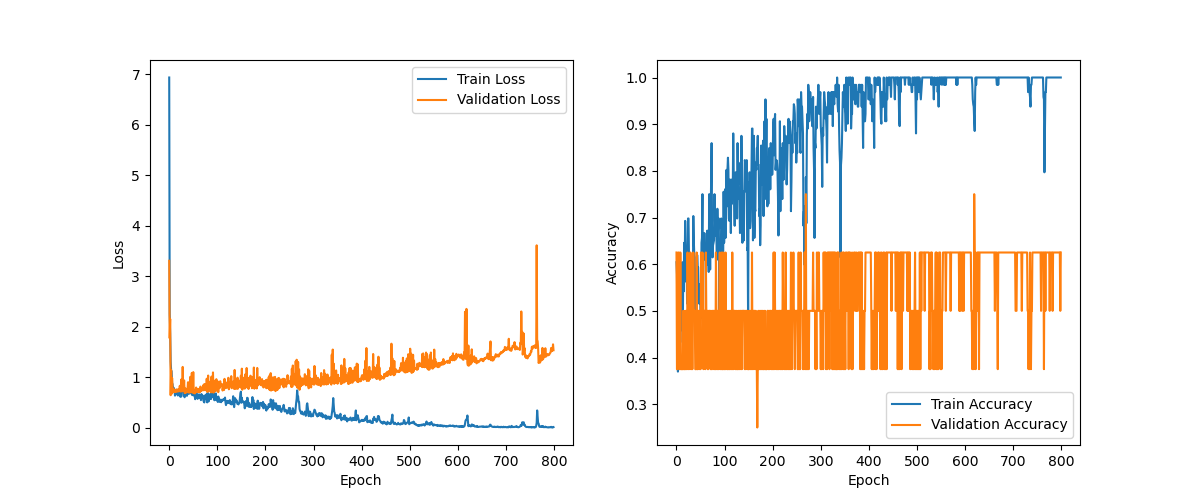 7
6
5
4
3
2
1
0
Loss
Train Loss
Validation Loss
0 100 200 300 400 500 600 700 800
Epoch
1.0
0.9
0.8
0.7
0.6
0.5
0.4
0.3
Accuracy
Train Accuracy
Validation Accuracy
0 100 200 300 400 500 600 700 800
Epoch